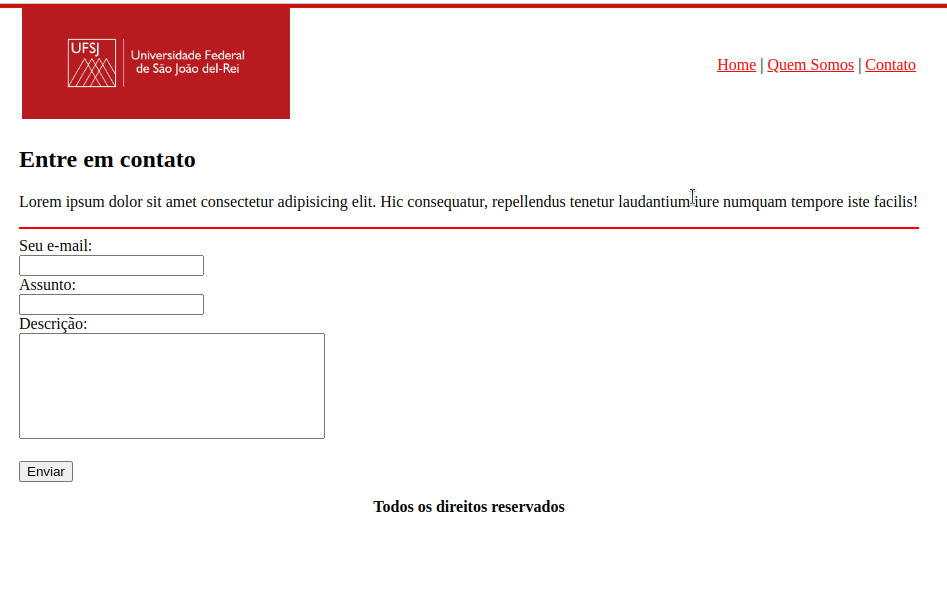 UFSJ
Universidade Federal
de São João del-Rei
Home | Quem Somos | Contato
Entre em contato
Lorem ipsum dolor sit amet consectetur adipisicing elit. Hic consequatur, repellendus tenetur laudantium iure numquam tempore iste facilis!
Seu e-mail:
Assunto:
Descrição:
Enviar
Todos os direitos reservados